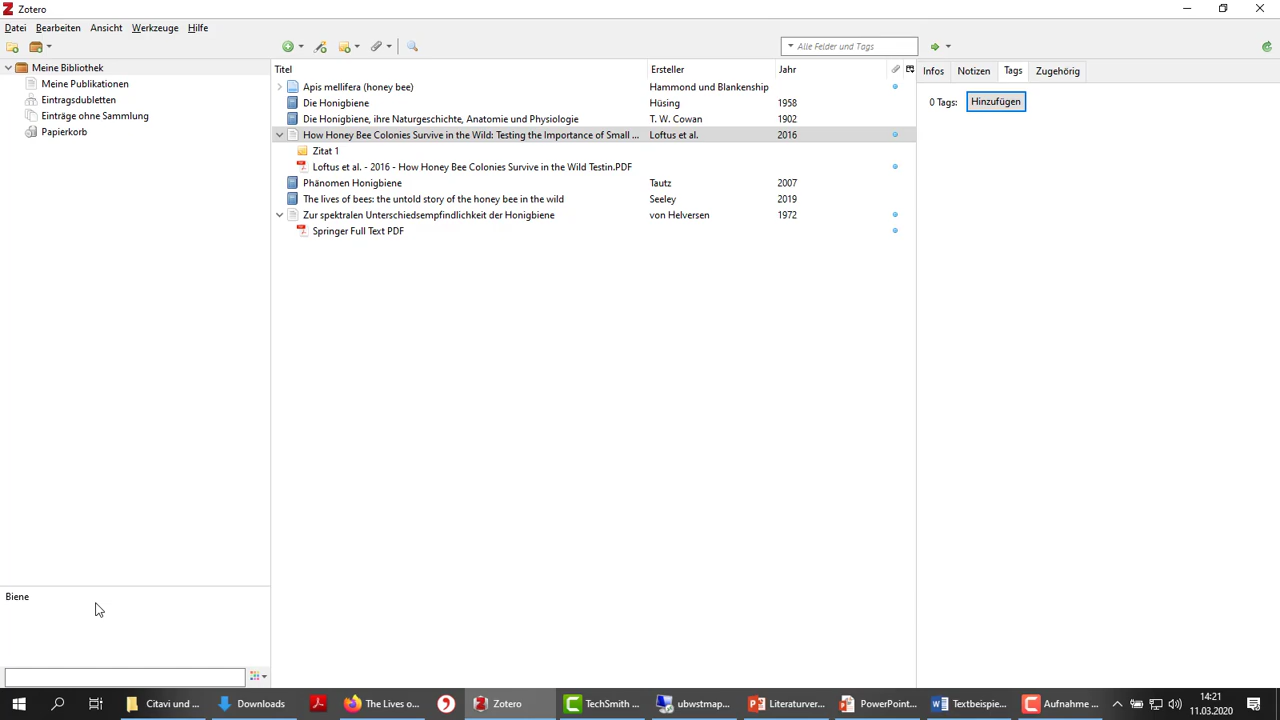 Zotero
Datei Bearbeiten Ansicht Werkzeuge Hilfe
Alle Felder und Tags
Meine Bibliothek
Meine Publikationen
Eintragsdubletten
Einträge ohne Sammlung
Papierkorb
Titel Ersteller Jahr
Apis mellifera (honey bee) Hammond und Blankenship
Die Honigbiene Hüsing 1958
Die Honigbiene, ihre Naturgeschichte, Anatomie und Physiologie T. W. Cowan 1902
How Honey Bee Colonies Survive in the Wild: Testing the Importance of Small ... Loftus et al. 2016
Zitat 1
Loftus et al. - 2016 - How Honey Bee Colonies Survive in the Wild Testin.PDF
Phänomen Honigbiene Tautz 2007
The lives of bees: the untold story of the honey bee in the wild Seeley 2019
Zur spektralen Unterschiedsempfindlichkeit der Honigbiene von Helversen 1972
Springer Full Text PDF
Infos Notizen Tags Zugehörig
0 Tags: Hinzufügen
Biene
Citavi und ... Downloads The Lives o... Zotero TechSmith ... ubwstmap... Literaturver... PowerPoint... Textbeispie... Aufnahme ... 14:21
11.03.2020